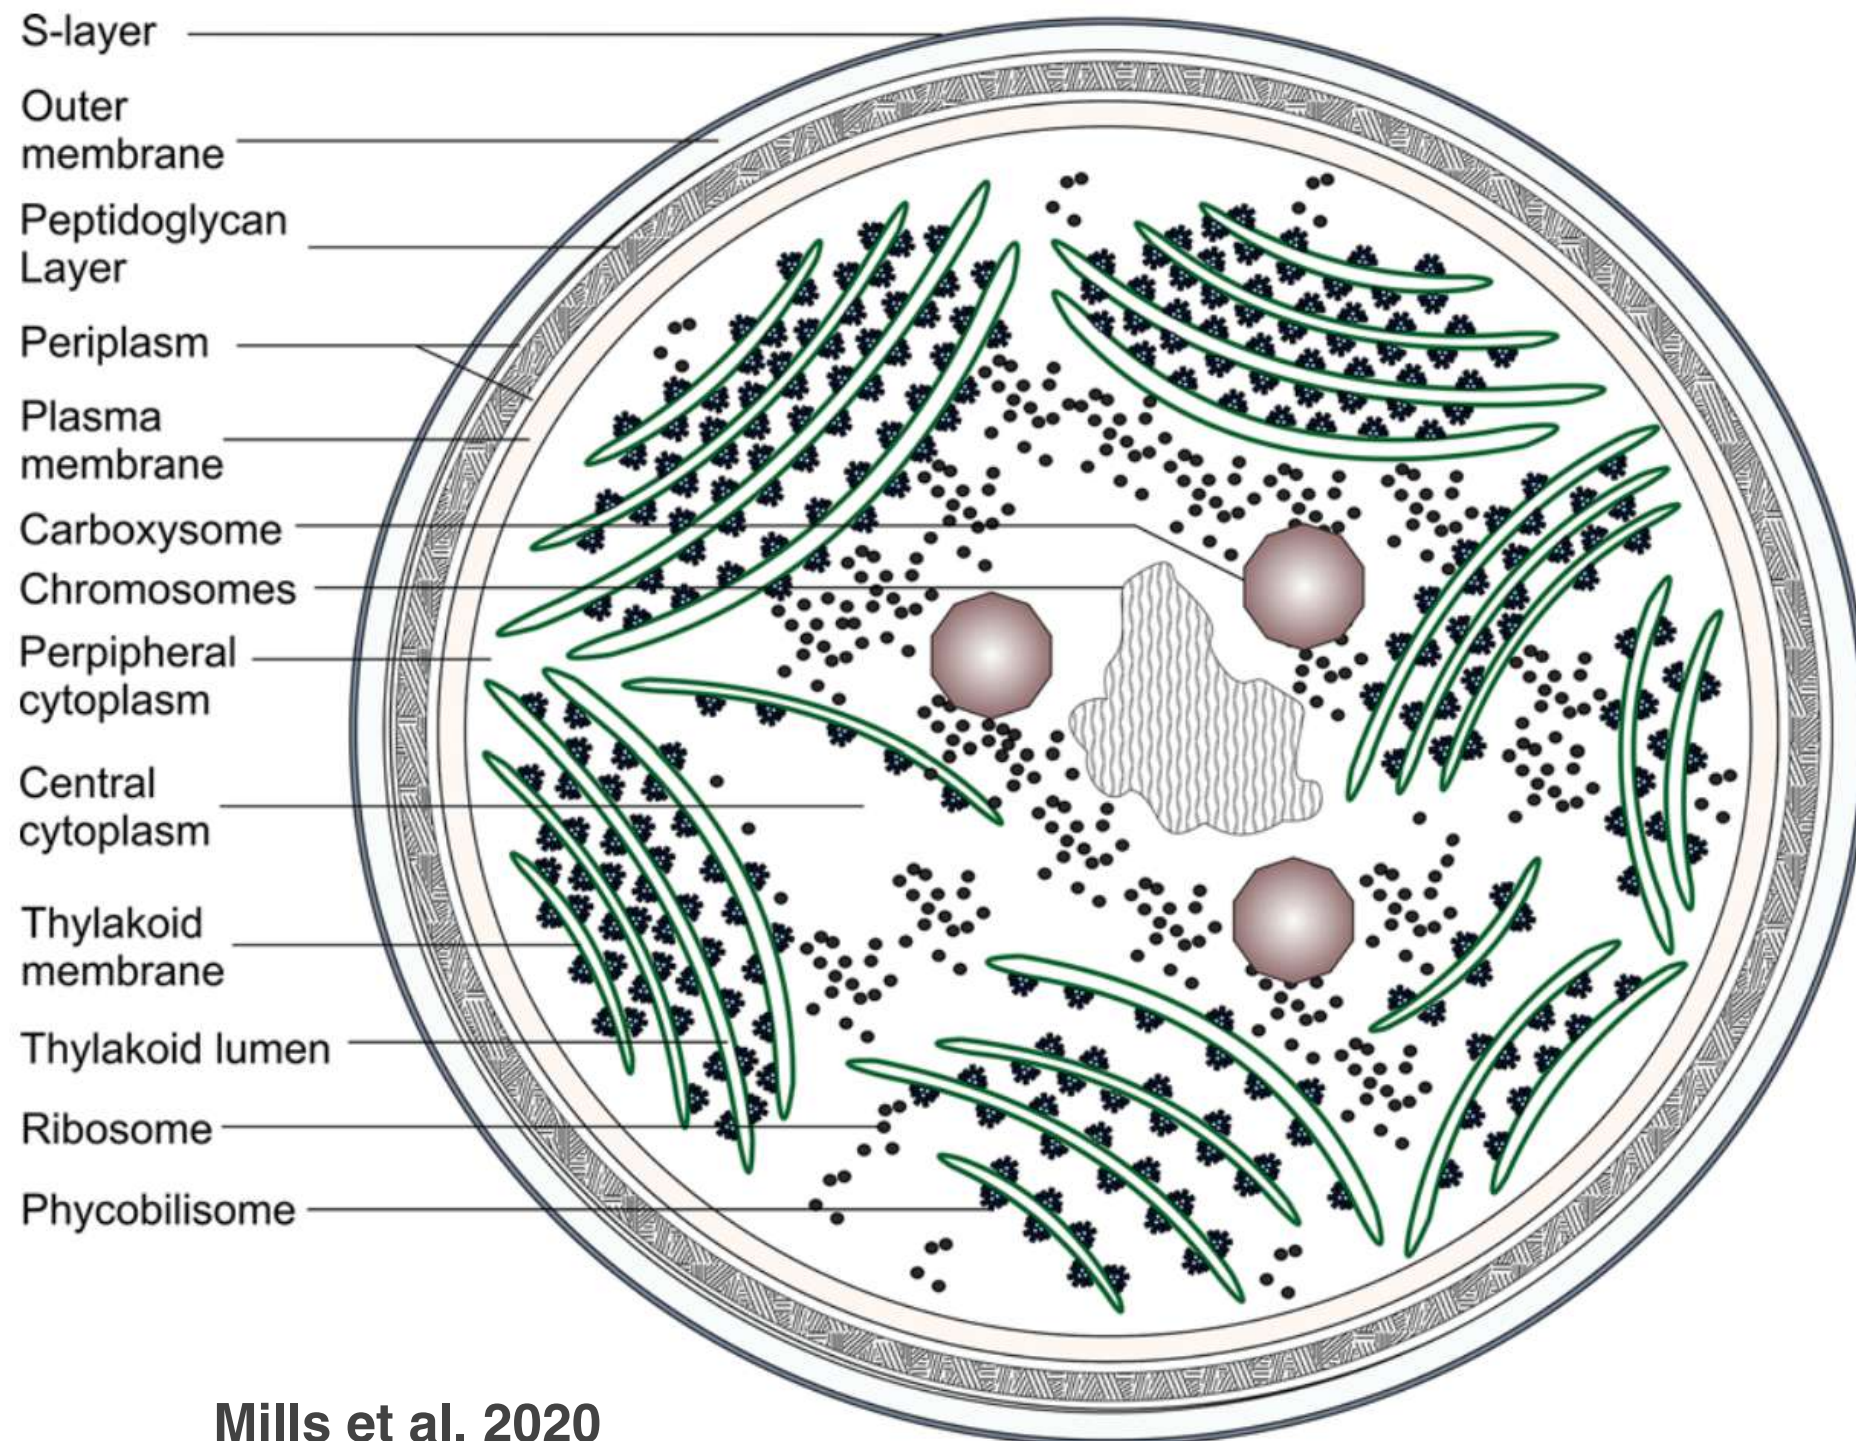 S-layer
Outer
membrane
Peptidoglycan
Layer
Periplasm
Plasma
membrane
Carboxysome
Chromosomes
Perpipheral
cytoplasm
Central
cytoplasm
Thylakoid
membrane
Thylakoid lumen
Ribosome
Phycobilisome
Mills et al. 2020